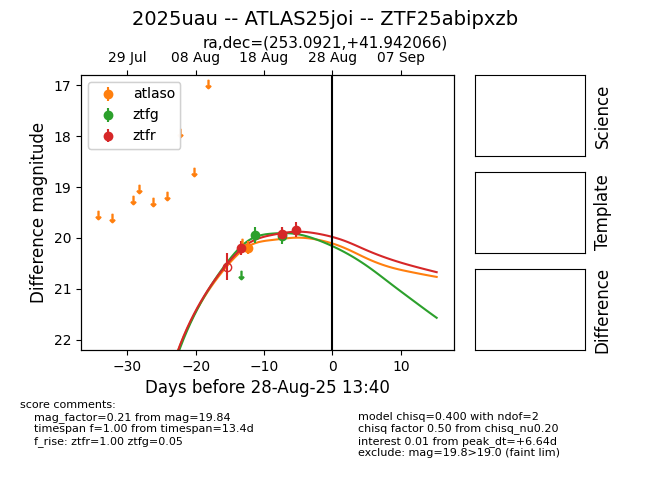 2025uau -- ATLAS25joi -- ZTF25abipxzb
ra,dec=(253.0921,+41.942066)
29 Jul 08 Aug 18 Aug 28 Aug 07 Sep
17
18
19
20
21
22
Difference magnitude
atlaso
ztfg
ztfr
−30 −20 −10 0 10
Days before 28-Aug-25 13:40
Science
Template
Difference
score comments:
mag_factor=0.21 from mag=19.84
timespan f=1.00 from timespan=13.4d
f_rise: ztfr=1.00 ztfg=0.05
model chisq=0.400 with ndof=2
chisq factor 0.50 from chisq_nu0.20
interest 0.01 from peak_dt=+6.64d
exclude: mag=19.8>19.0 (faint lim)